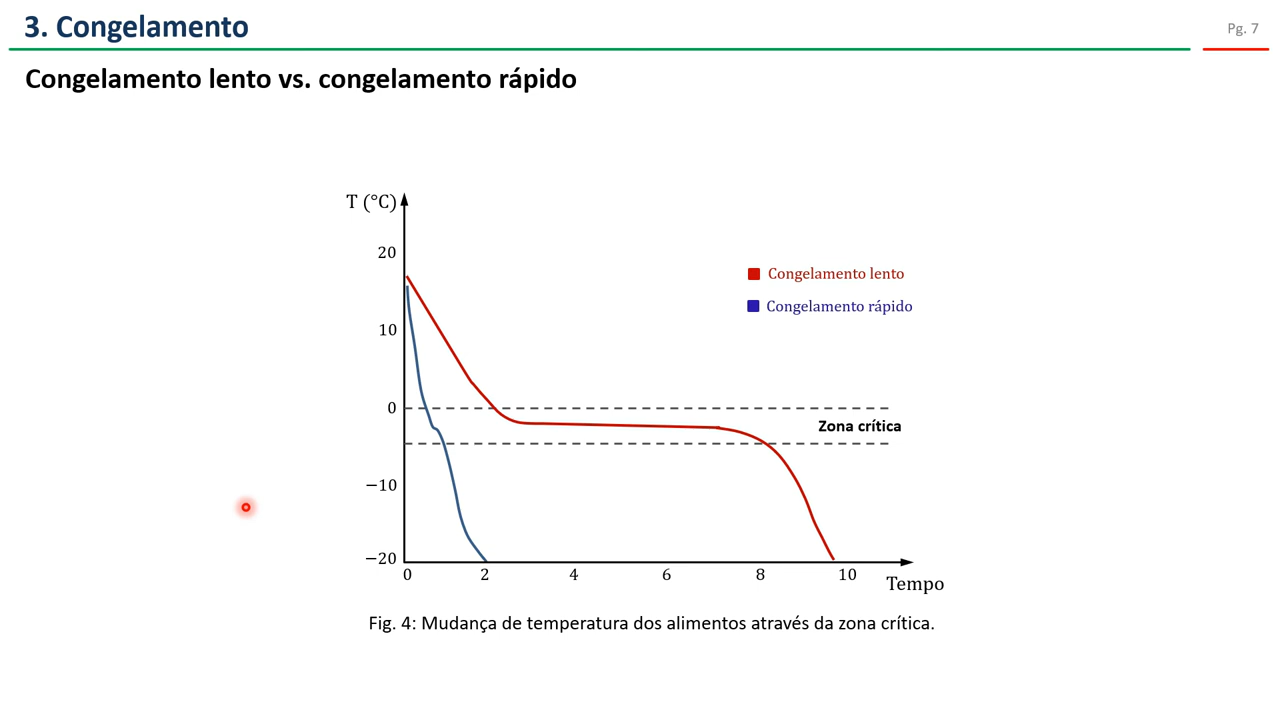 3. Congelamento
Pg. 7
Congelamento lento vs. congelamento rápido
T (°C)
20
Congelamento lento
Congelamento rápido
10
0
Zona crítica
−10
−20
0 2 4 6 8 10
Tempo
Fig. 4: Mudança de temperatura dos alimentos através da zona crítica.